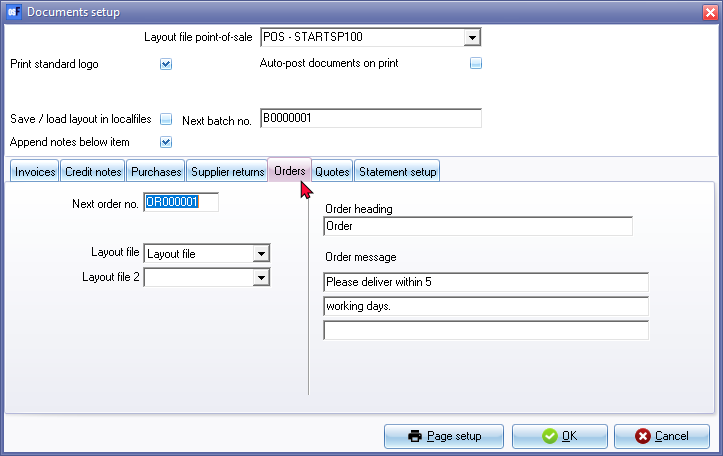 Documents setup
Layout file point-of-sale POS - STARTSP100
Print standard logo Auto-post documents on print
Save / load layout in localfiles Next batch no. B0000001
Append notes below item
Invoices Credit notes Purchases Supplier returns Orders Quotes Statement setup
Next order no. OR000001
Order heading
Order
Layout file Layout file
Order message
Layout file 2
Please deliver within 5
working days.
Page setup OK Cancel